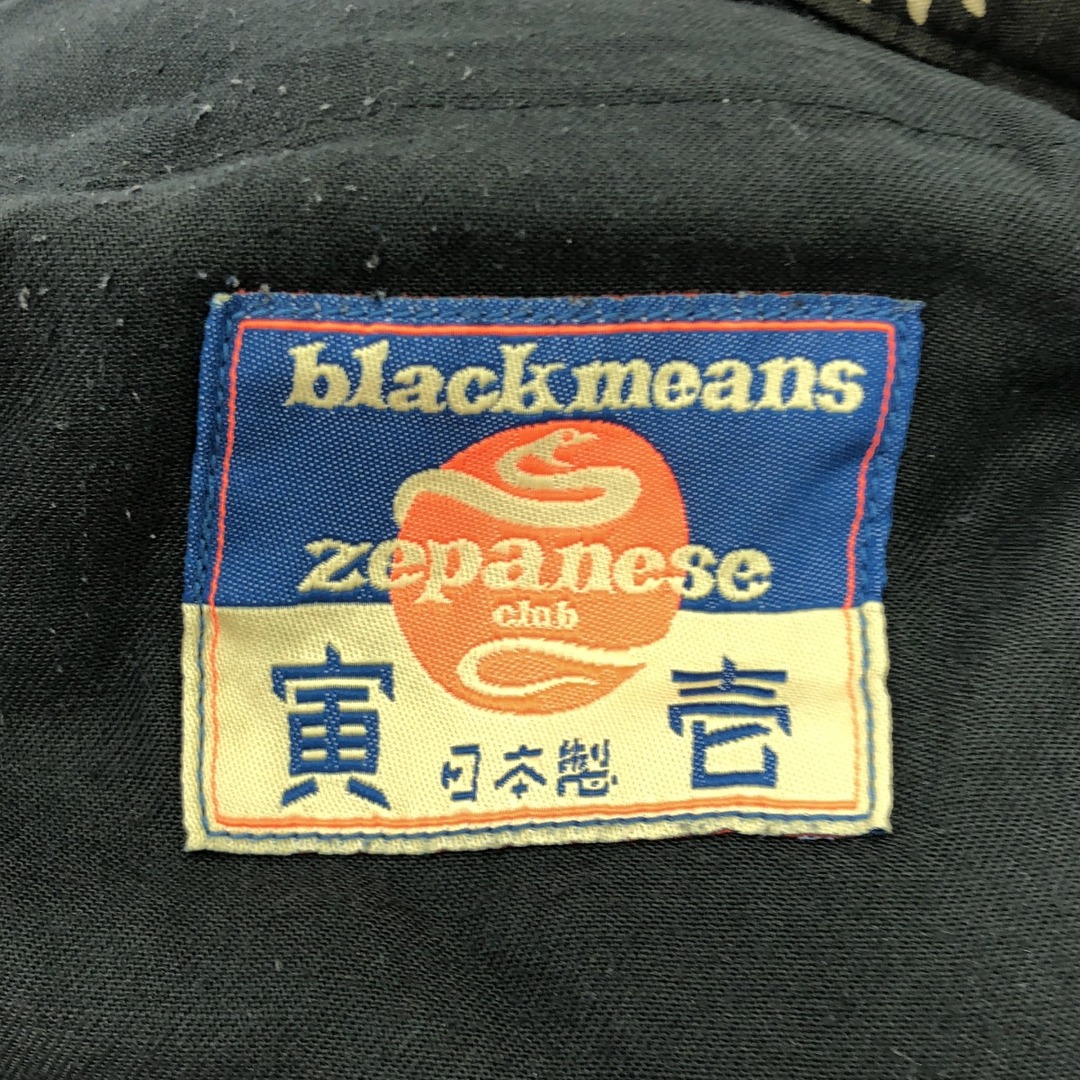 blackmeans
zepanese
club
寅 壱
日本製